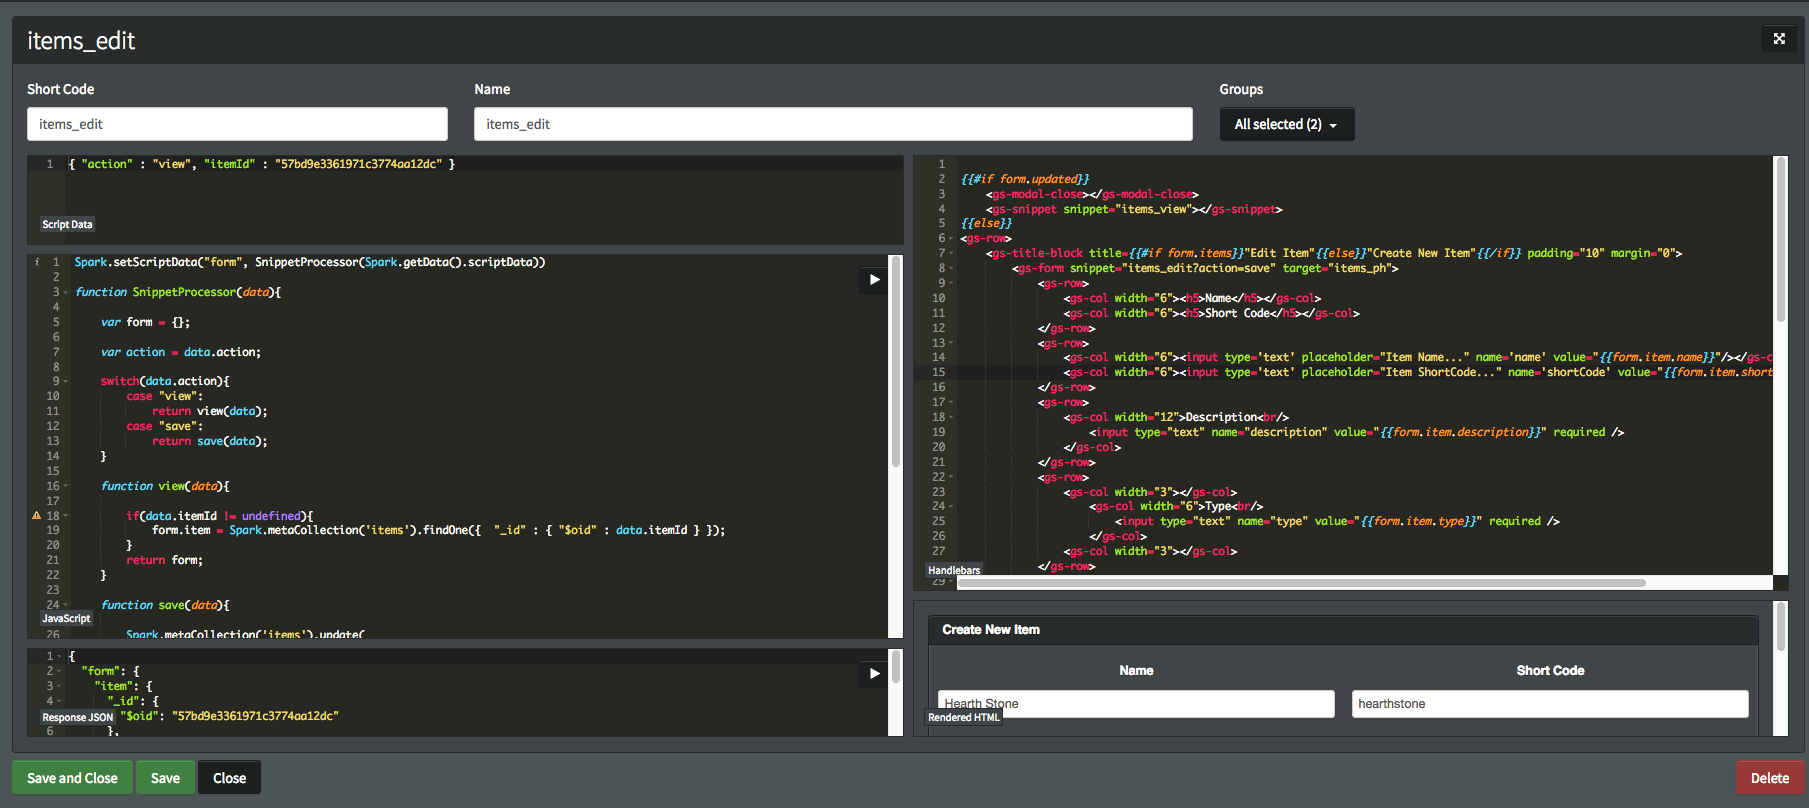 items_edit
Short Code
Name
Groups
items_edit
items_edit
All selected (2)
1 { "action" : "view", "itemId" : "57bd9e3361971c3774aa12dc" }
Script Data
1 Spark.setScriptData("form", SnippetProcessor(Spark.getData().scriptData))
2
3 function SnippetProcessor(data){
4
5 var form = {};
6
7 var action = data.action;
8
9 switch(data.action){
10 case "view":
11 return view(data);
12 case "save":
13 return save(data);
14 }
15
16 function view(data){
17
18 if(data.itemId != undefined){
19 form.item = Spark.metaCollection('items').findOne({ "_id" : { "$oid" : data.itemId } });
20 }
21 return form;
22 }
23
24 function save(data){
JavaScript
26 Spark.metaCollection('items').update(
1 {
2 "form": {
3 "item": {
4 "_id": {
Response JSON "$oid": "57bd9e3361971c3774aa12dc"
6 },
1
2 {{#if form.updated}}
3 <gs-modal-close></gs-modal-close>
4 <gs-snippet snippet="items_view"></gs-snippet>
5 {{else}}
6 <gs-row>
7 <gs-title-block title={{#if form.items}}"Edit Item"{{else}}"Create New Item"{{/if}} padding="10" margin="0">
8 <gs-form snippet="items_edit?action=save" target="items_ph">
9 <gs-row>
10 <gs-col width="6"><h5>Name</h5></gs-col>
11 <gs-col width="6"><h5>Short Code</h5></gs-col>
12 </gs-row>
13 <gs-row>
14 <gs-col width="6"><input type='text' placeholder="Item Name..." name='name' value="{{form.item.name}}"/></gs-c
15 <gs-col width="6"><input type='text' placeholder="Item ShortCode..." name='shortCode' value="{{form.item.short
16 </gs-row>
17 <gs-row>
18 <gs-col width="12">Description<br/>
19 <input type="text" name="description" value="{{form.item.description}}" required />
20 </gs-col>
21 </gs-row>
22 <gs-row>
23 <gs-col width="3"></gs-col>
24 <gs-col width="6">Type<br/>
25 <input type="text" name="type" value="{{form.item.type}}" required />
26 </gs-col>
27 <gs-col width="3"></gs-col>
</gs-row>
Handlebars
29
Create New Item
Name
Short Code
Hearth Stone
hearthstone
Rendered HTML
Save and Close
Save
Close
Delete